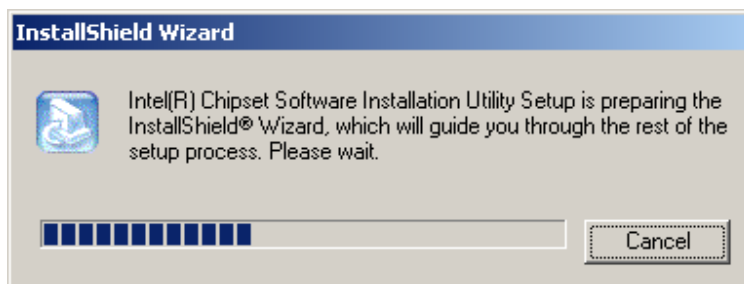 InstallShield Wizard
Intel(R) Chipset Software Installation Utility Setup is preparing the
InstallShield® Wizard, which will guide you through the rest of the
setup process. Please wait.
Cancel